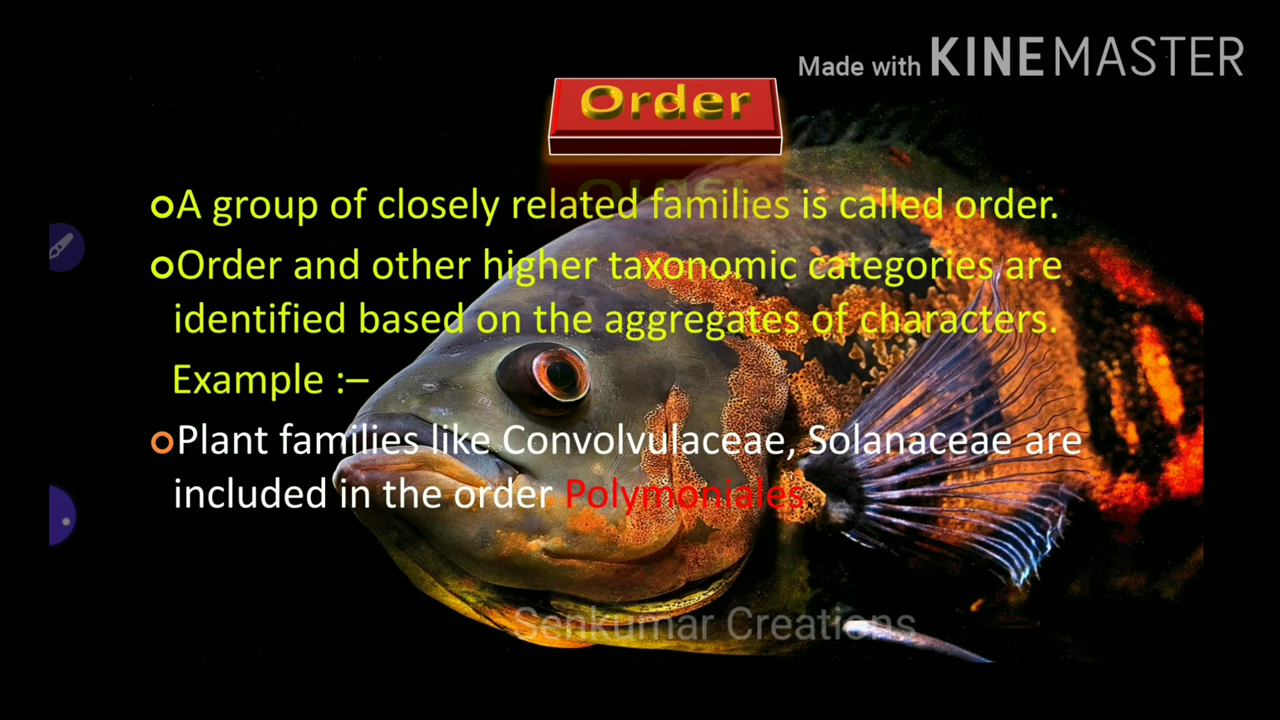 Made with KINEMASTER
Order
A group of closely related families is called order.
Order and other higher taxonomic categories are
identified based on the aggregates of characters.
Example :–
Plant families like Convolvulaceae, Solanaceae are
included in the order Polymoniales
Senkumar Creations